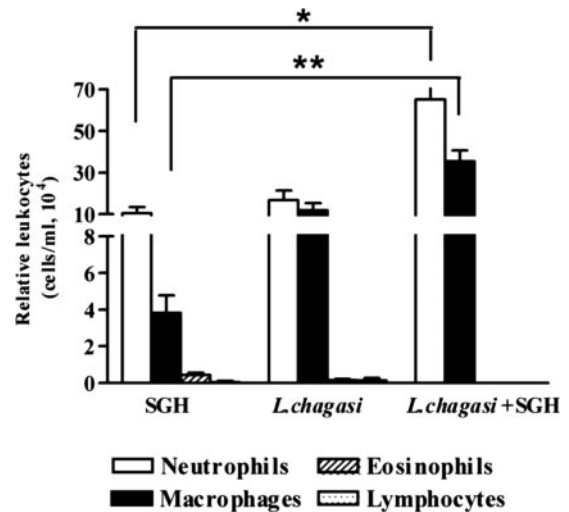 *
**
Relative leukocytes
(cells/ml, 10⁴)
70
50
30
10
8
6
4
2
0
SGH
L.chagasi
L.chagasi+SGH
Neutrophils
Eosinophils
Macrophages
Lymphocytes